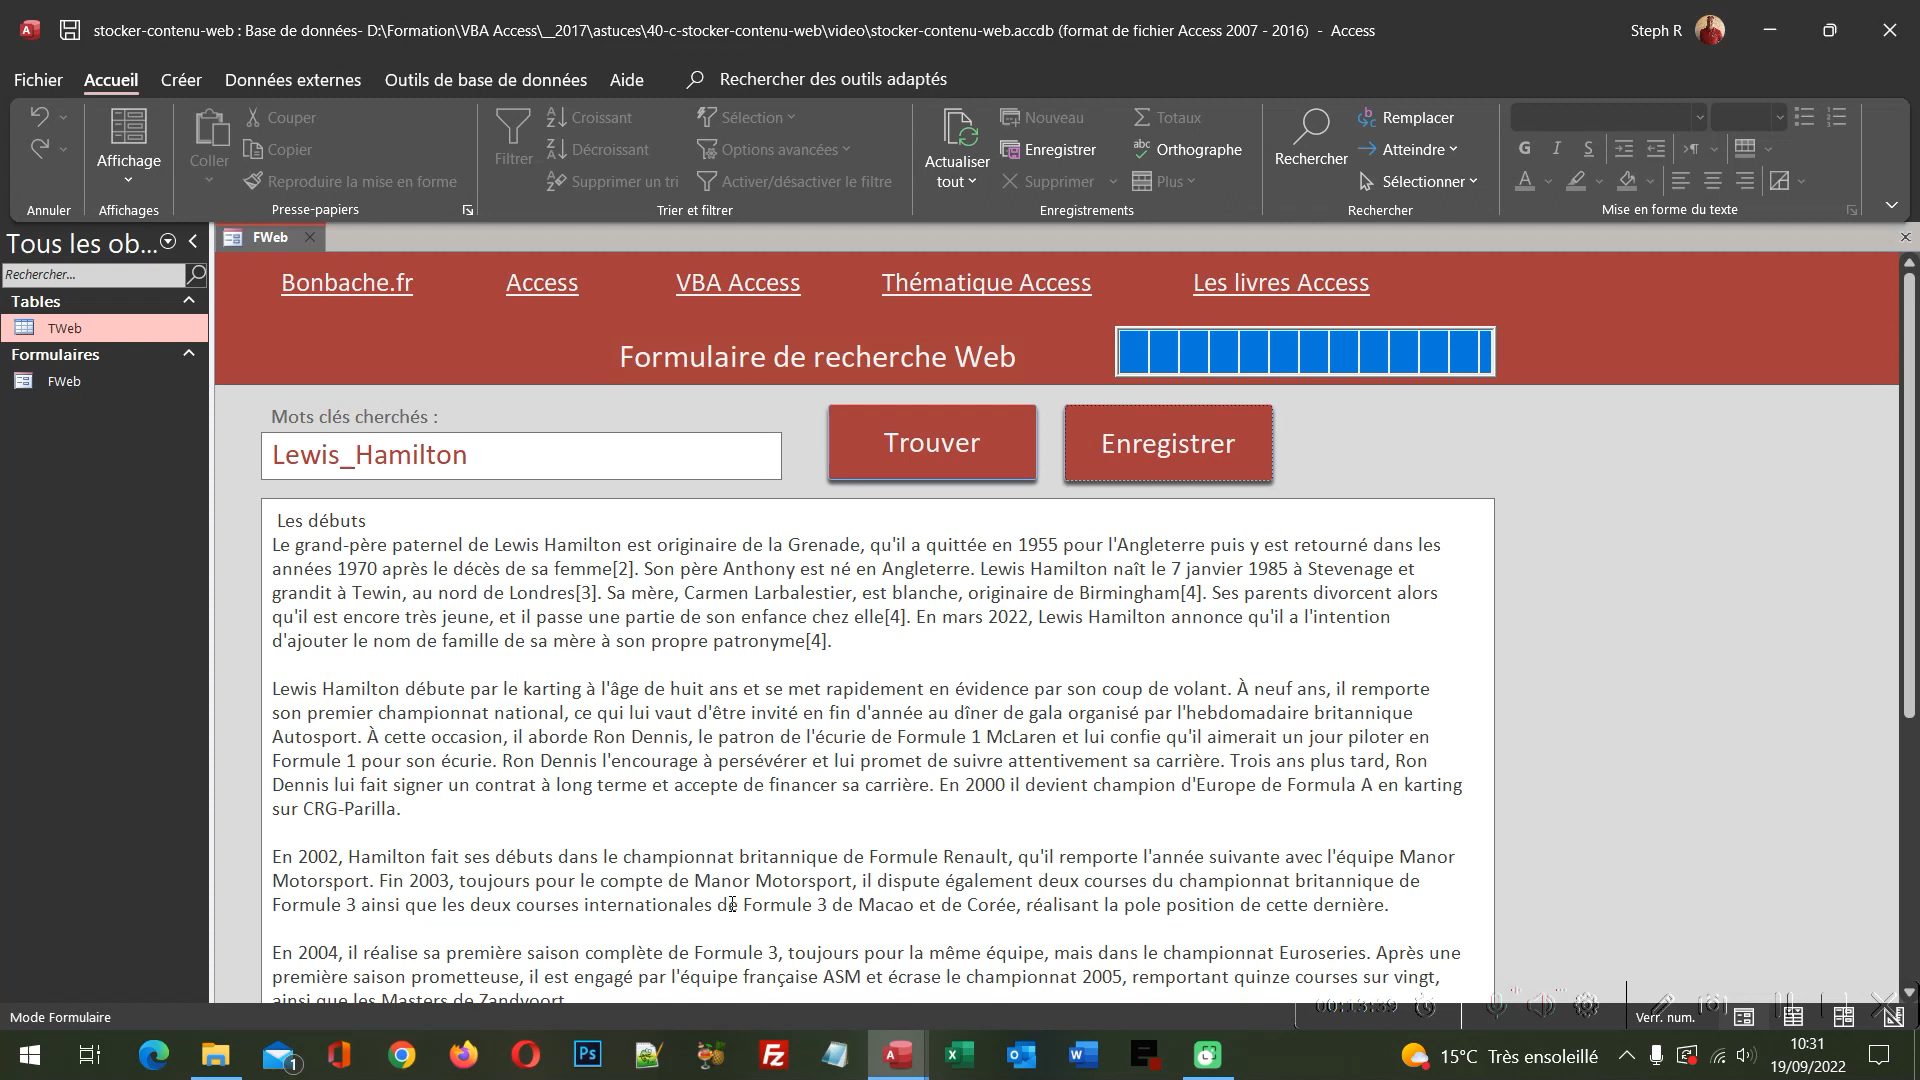 stocker-contenu-web : Base de données- D:\Formation\VBA Access\__2017\astuces\40-c-stocker-contenu-web\video\stocker-contenu-web.accdb (format de fichier Access 2007 - 2016) - Access
Steph R
Fichier Accueil Créer Données externes Outils de base de données Aide Rechercher des outils adaptés
Affichage
Coller
Couper
Copier
Reproduire la mise en forme
Filtrer
Croissant
Décroissant
Supprimer un tri
Sélection
Options avancées
Activer/désactiver le filtre
Actualiser
tout
Nouveau
Enregistrer
Supprimer
Totaux
Orthographe
Plus
Rechercher
Remplacer
Atteindre
Sélectionner
G I S
Annuler Affichages Presse-papiers Trier et filtrer Enregistrements Rechercher Mise en forme du texte
Tous les ob...
Rechercher...
Tables
TWeb
Formulaires
FWeb
FWeb
Bonbache.fr Access VBA Access Thématique Access Les livres Access
Formulaire de recherche Web
Mots clés cherchés :
Lewis_Hamilton
Trouver Enregistrer
Les débuts
Le grand-père paternel de Lewis Hamilton est originaire de la Grenade, qu'il a quittée en 1955 pour l'Angleterre puis y est retourné dans les
années 1970 après le décès de sa femme[2]. Son père Anthony est né en Angleterre. Lewis Hamilton naît le 7 janvier 1985 à Stevenage et
grandit à Tewin, au nord de Londres[3]. Sa mère, Carmen Larbalestier, est blanche, originaire de Birmingham[4]. Ses parents divorcent alors
qu'il est encore très jeune, et il passe une partie de son enfance chez elle[4]. En mars 2022, Lewis Hamilton annonce qu'il a l'intention
d'ajouter le nom de famille de sa mère à son propre patronyme[4].
Lewis Hamilton débute par le karting à l'âge de huit ans et se met rapidement en évidence par son coup de volant. À neuf ans, il remporte
son premier championnat national, ce qui lui vaut d'être invité en fin d'année au dîner de gala organisé par l'hebdomadaire britannique
Autosport. À cette occasion, il aborde Ron Dennis, le patron de l'écurie de Formule 1 McLaren et lui confie qu'il aimerait un jour piloter en
Formule 1 pour son écurie. Ron Dennis l'encourage à persévérer et lui promet de suivre attentivement sa carrière. Trois ans plus tard, Ron
Dennis lui fait signer un contrat à long terme et accepte de financer sa carrière. En 2000 il devient champion d'Europe de Formula A en karting
sur CRG-Parilla.
En 2002, Hamilton fait ses débuts dans le championnat britannique de Formule Renault, qu'il remporte l'année suivante avec l'équipe Manor
Motorsport. Fin 2003, toujours pour le compte de Manor Motorsport, il dispute également deux courses du championnat britannique de
Formule 3 ainsi que les deux courses internationales de Formule 3 de Macao et de Corée, réalisant la pole position de cette dernière.
En 2004, il réalise sa première saison complète de Formule 3, toujours pour la même équipe, mais dans le championnat Euroseries. Après une
première saison prometteuse, il est engagé par l'équipe française ASM et écrase le championnat 2005, remportant quinze courses sur vingt,
ainsi que les Masters de Zandvoort
Mode Formulaire
00:13:39
Verr. num.
15°C Très ensoleillé
10:31
19/09/2022